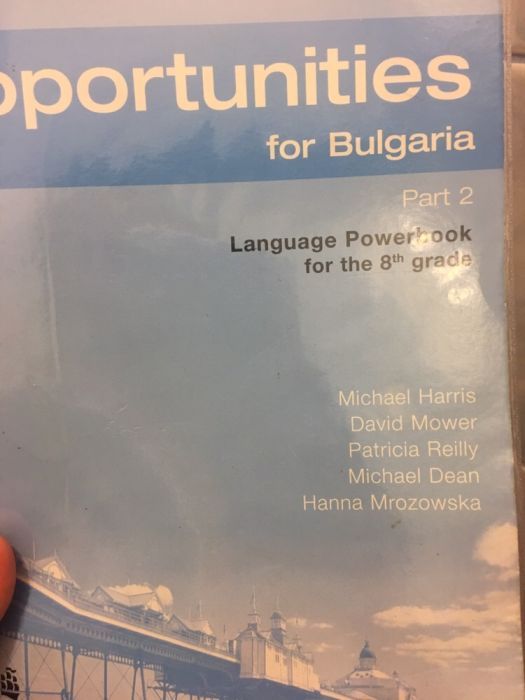 pportunities
for Bulgaria
Part 2
Language Powerbook
for the 8th grade
Michael Harris
David Mower
Patricia Reilly
Michael Dean
Hanna Mrozowska